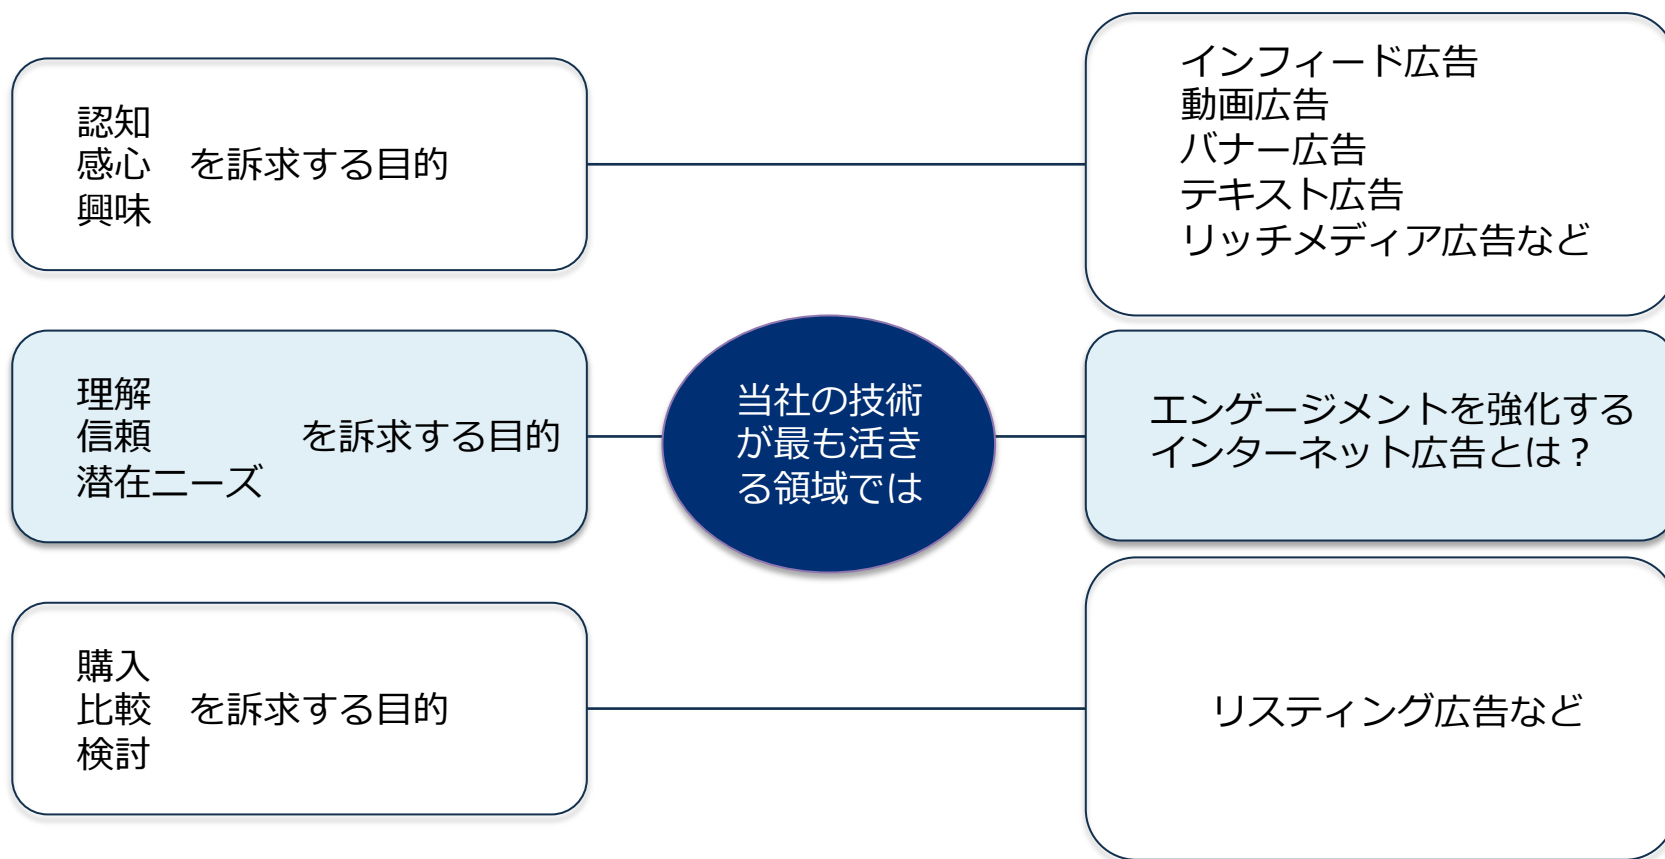 認知
感心　を訴求する目的
興味
インフィード広告
動画広告
バナー広告
テキスト広告
リッチメディア広告など
理解
信頼　　　　を訴求する目的
潜在ニーズ
当社の技術
が最も活き
る領域では
エンゲージメントを強化する
インターネット広告とは？
購入
比較　を訴求する目的
検討
リスティング広告など